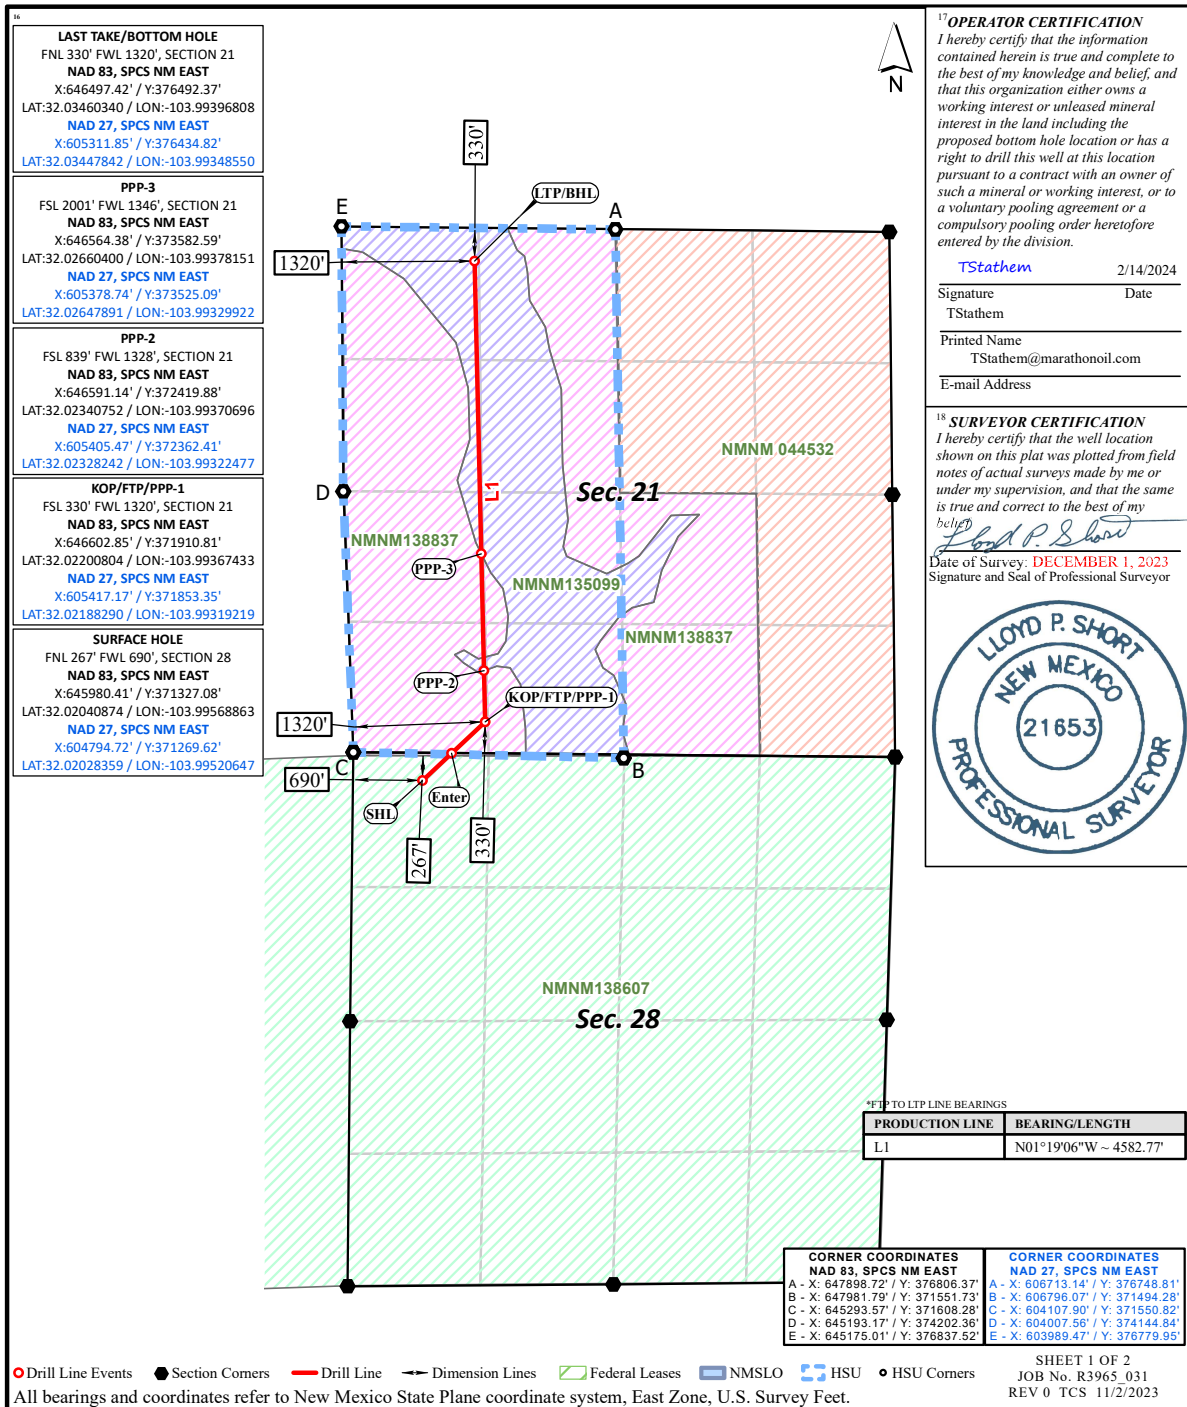 16
LAST TAKE/BOTTOM HOLE
FNL 330' FWL 1320', SECTION 21
NAD 83, SPCS NM EAST
X:646497.42' / Y:376492.37'
LAT:32.03460340 / LON:-103.99396808
NAD 27, SPCS NM EAST
X:605311.85' / Y:376434.82'
LAT:32.03447842 / LON:-103.99348550
PPP-3
FSL 2001' FWL 1346', SECTION 21
NAD 83, SPCS NM EAST
X:646564.38' / Y:373582.59'
LAT:32.02660400 / LON:-103.99378151
NAD 27, SPCS NM EAST
X:605378.74' / Y:373525.09'
LAT:32.02647891 / LON:-103.99329922
PPP-2
FSL 839' FWL 1328', SECTION 21
NAD 83, SPCS NM EAST
X:646591.14' / Y:372419.88'
LAT:32.02340752 / LON:-103.99370696
NAD 27, SPCS NM EAST
X:605405.47' / Y:372362.41'
LAT:32.02328242 / LON:-103.99322477
KOP/FTP/PPP-1
FSL 330' FWL 1320', SECTION 21
NAD 83, SPCS NM EAST
X:646602.85' / Y:371910.81'
LAT:32.02200804 / LON:-103.99367433
NAD 27, SPCS NM EAST
X:605417.17' / Y:371853.35'
LAT:32.02188290 / LON:-103.99319219
SURFACE HOLE
FNL 267' FWL 690', SECTION 28
NAD 83, SPCS NM EAST
X:645980.41' / Y:371327.08'
LAT:32.02040874 / LON:-103.99568863
NAD 27, SPCS NM EAST
X:604794.72' / Y:371269.62'
LAT:32.02028359 / LON:-103.99520647
N
330'
LTP/BHL
E
A
1320'
NMNM 044532
L1
Sec. 21
D
NMNM138837
PPP-3
NMNM135099
NMNM138837
PPP-2
KOP/FTP/PPP-1
1320'
C
B
690'
Enter
SHL
267'
330'
NMNM138607
Sec. 28
17 OPERATOR CERTIFICATION
I hereby certify that the information
contained herein is true and complete to
the best of my knowledge and belief, and
that this organization either owns a
working interest or unleased mineral
interest in the land including the
proposed bottom hole location or has a
right to drill this well at this location
pursuant to a contract with an owner of
such a mineral or working interest, or to
a voluntary pooling agreement or a
compulsory pooling order heretofore
entered by the division.
TStathem 2/14/2024
Signature Date
TStathem
Printed Name
TStathem@marathonoil.com
E-mail Address
18 SURVEYOR CERTIFICATION
I hereby certify that the well location
shown on this plat was plotted from field
notes of actual surveys made by me or
under my supervision, and that the same
is true and correct to the best of my
belief.
Lloyd P. Short
Date of Survey: DECEMBER 1, 2023
Signature and Seal of Professional Surveyor
LLOYD P. SHORT
NEW MEXICO
21653
PROFESSIONAL SURVEYOR
*FTP TO LTP LINE BEARINGS
PRODUCTION LINE BEARING/LENGTH
L1 N01°19'06"W ~ 4582.77'
CORNER COORDINATES
NAD 83, SPCS NM EAST
A - X: 647898.72' / Y: 376806.37'
B - X: 647981.79' / Y: 371551.73'
C - X: 645293.57' / Y: 371608.28'
D - X: 645193.17' / Y: 374202.36'
E - X: 645175.01' / Y: 376837.52'
CORNER COORDINATES
NAD 27, SPCS NM EAST
A - X: 606713.14' / Y: 376748.81'
B - X: 606796.07' / Y: 371494.28'
C - X: 604107.90' / Y: 371550.82'
D - X: 604007.56' / Y: 374144.84'
E - X: 603989.47' / Y: 376779.95'
Drill Line Events Section Corners Drill Line Dimension Lines Federal Leases NMSLO HSU HSU Corners
All bearings and coordinates refer to New Mexico State Plane coordinate system, East Zone, U.S. Survey Feet.
SHEET 1 OF 2
JOB No. R3965_031
REV 0 TCS 11/2/2023